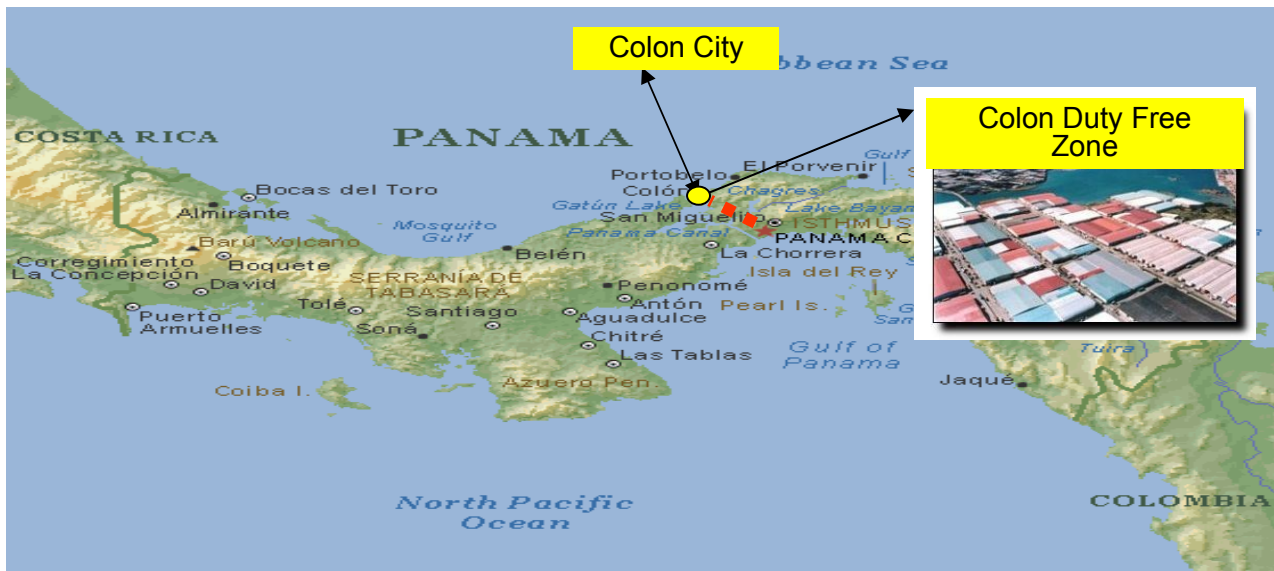 Colon City
bbean Sea
Colon Duty Free
Zone
COSTA RICA
PANAMA
Portobelo
El Porvenir
Gulf
Colón
Chagres
Bocas del Toro
Almirante
Gatún Lake
Lake Bayan
San Miguelito
ISTHMUS
Mosquito
Gulf
Panama Canal
PANAMA C
Barú Volcano
Belén
La Chorrera
Corregimiento
La Concepción
Boquete
David
SERRANÍA DE
TABASARÁ
Isla del Rey
Penonomé
Puerto
Armuelles
Tolé
Santiago
Antón
Pearl Is.
Aguadulce
San
Soná
Chitré
Las Tablas
Gulf of
Panama
Tuira
Coiba I.
Azuero Pen.
Jaqué
North Pacific
Ocean
COLOMBIA